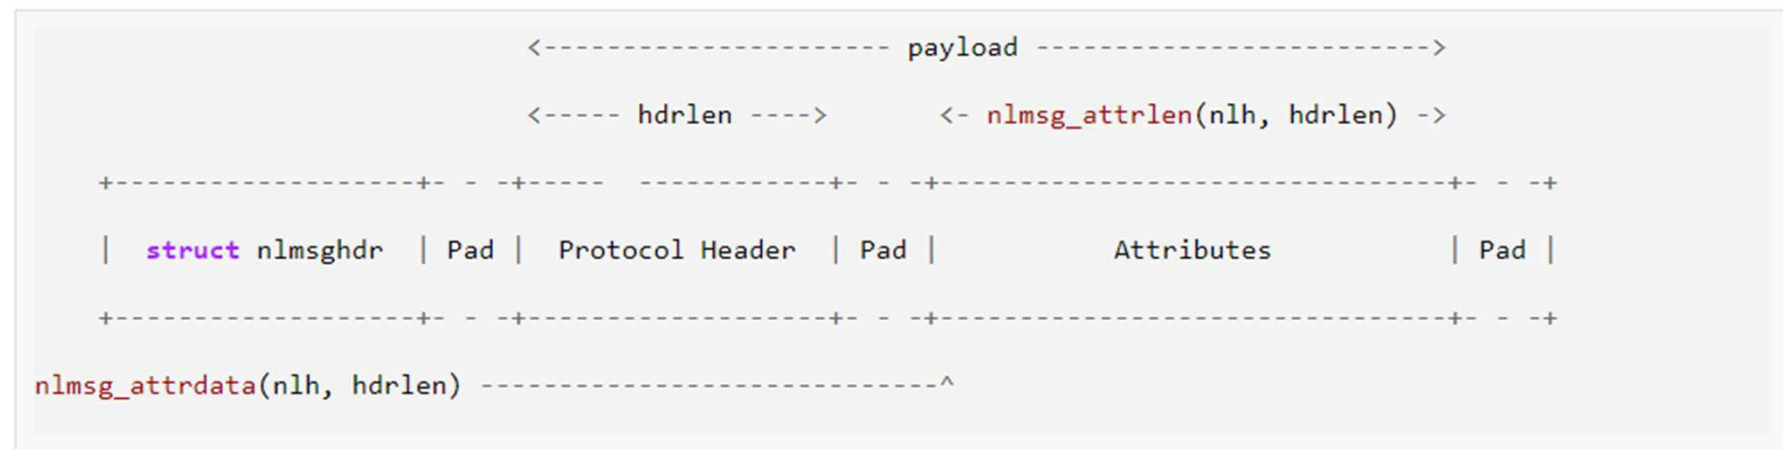 <---------------------- payload ------------------------->
<----- hdrlen ----> <- nlmsg_attrlen(nlh, hdrlen) ->
+-------------------+- - -+----- ------------+- - -+--------------------------------+- - -+
| struct nlmsghdr | Pad | Protocol Header | Pad | Attributes | Pad |
+-------------------+- - -+-------------------+- - -+--------------------------------+- - -+
nlmsg_attrdata(nlh, hdrlen) -----------------------------^